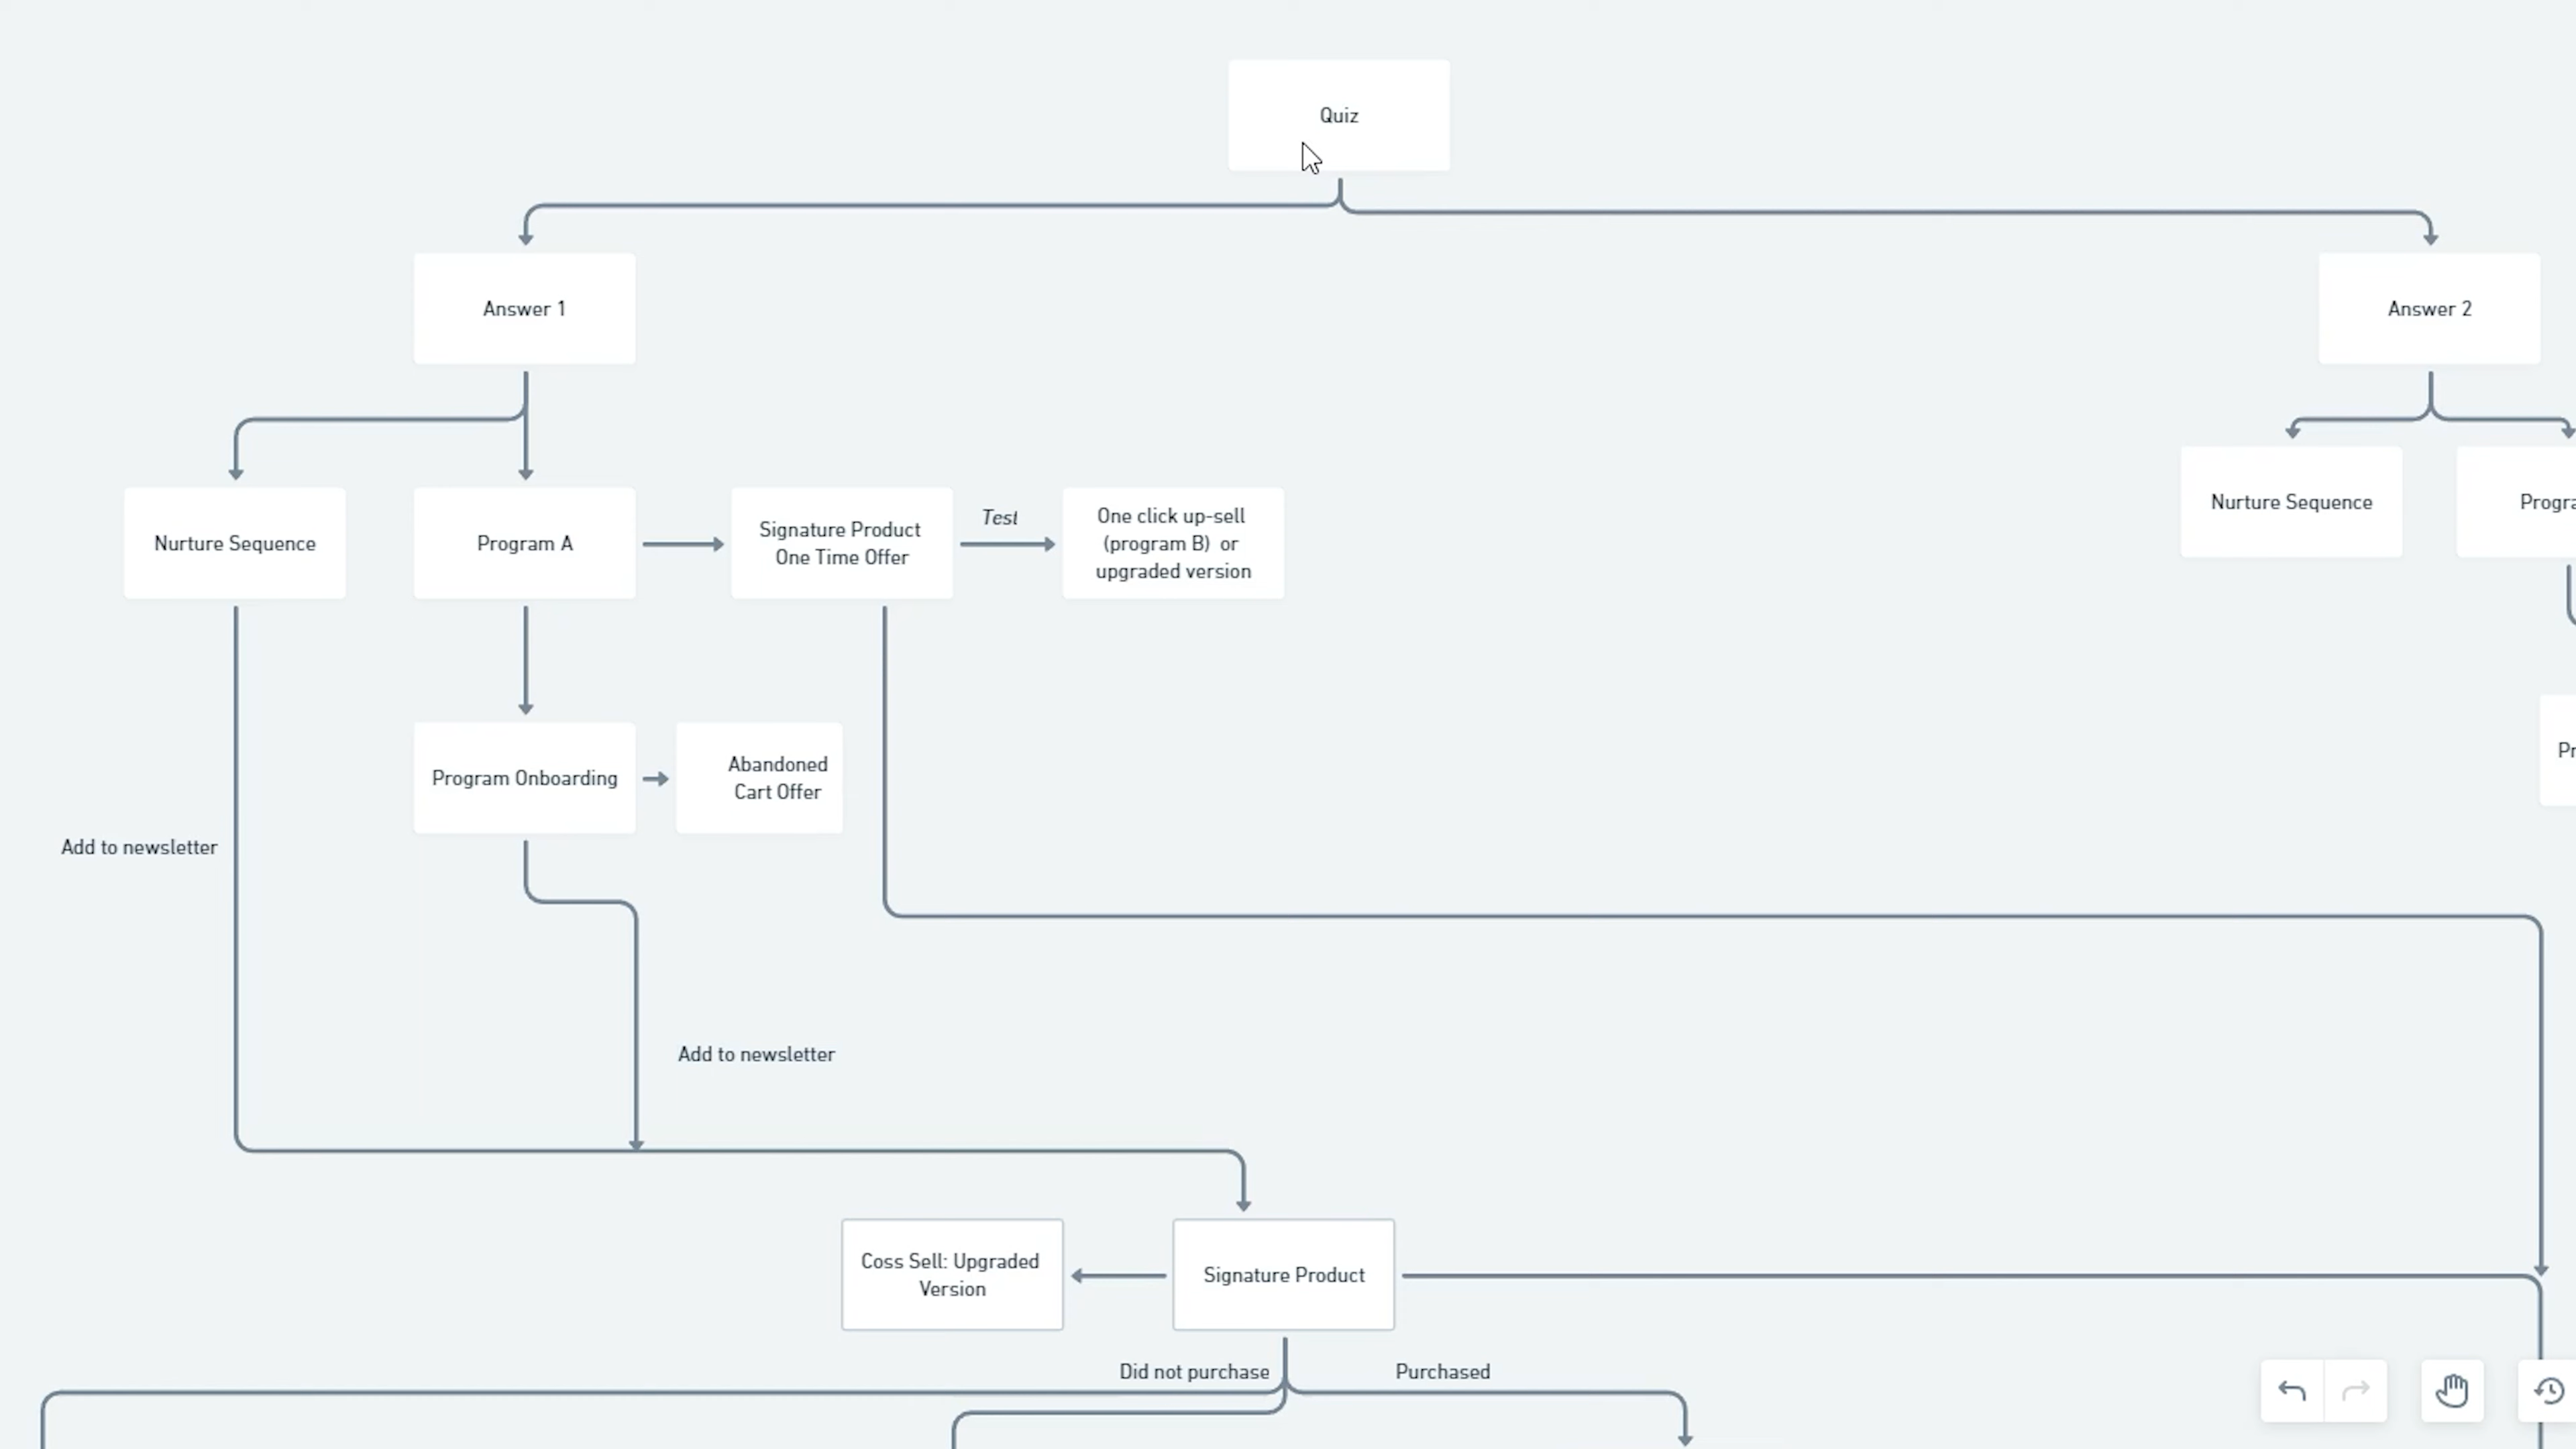 Quiz
Answer 1
Answer 2
Nurture Sequence
Program A
Signature Product
One Time Offer
Test
One click up-sell
(program B) or
upgraded version
Nurture Sequence
Progra
Program Onboarding
Abandoned
Cart Offer
Pr
Add to newsletter
Add to newsletter
Coss Sell: Upgraded
Version
Signature Product
Did not purchase
Purchased